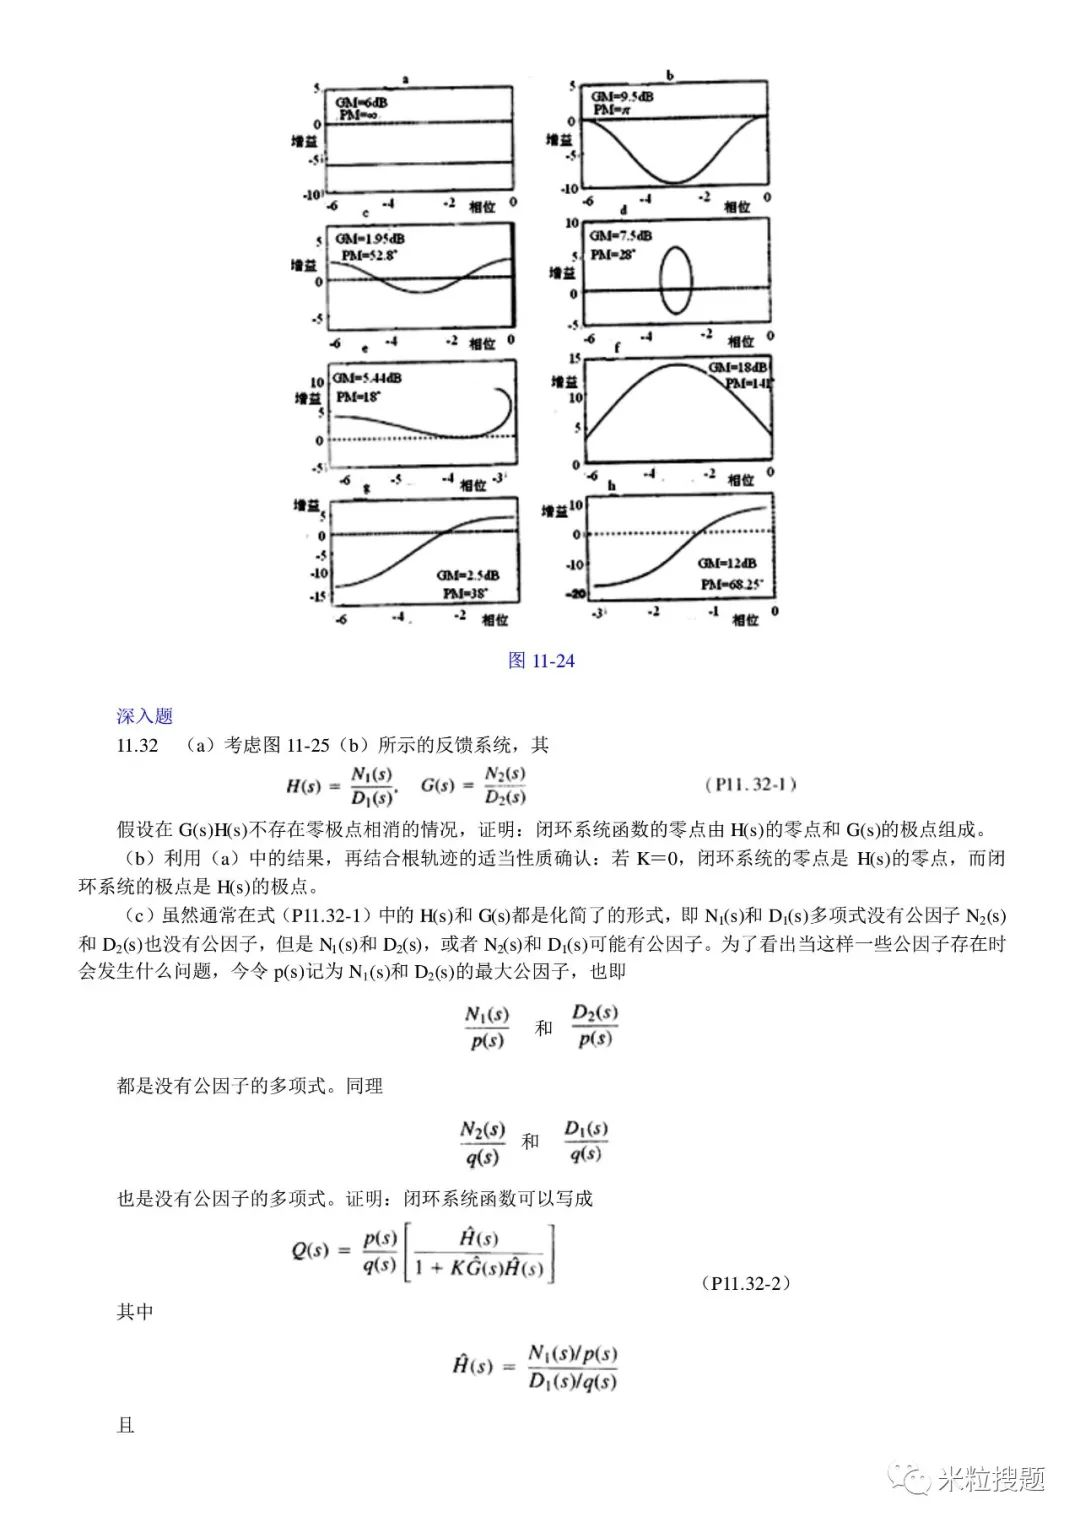 a
5
GM=6dB
PM=∞
0
增益
-5
-10
-6
-4
-2
相位
0
b
5
GM=9.5dB
PM=π
0
增益
-5
-10
-6
-4
-2
相位
0
c
5
GM=1.95dB
PM=52.8°
增益
0
-5
-6
-4
-2
相位
0
d
10
GM=7.5dB
5
PM=28°
增益
0
-5
-6
-4
-2
相位
0
e
10
GM=5.44dB
增益
PM=18°
5
0
-5
-6
-5
-4
相位
-3
f
15
GM=18dB
增益
PM=141°
10
5
0
-6
-4
-2
相位
0
g
增益
5
0
-5
-10
GM=2.5dB
-15
PM=38°
-6
-4
-2
相位
h
增益
10
0
-10
GM=12dB
PM=68.25°
-20
-3
-2
-1
相位
0
图 11-24
深入题
11.32 （a）考虑图 11-25（b）所示的反馈系统，其
H(s) = N₁(s)/D₁(s), G(s) = N₂(s)/D₂(s) (P11.32-1)
假设在 G(s)H(s)不存在零极点相消的情况，证明：闭环系统函数的零点由 H(s)的零点和 G(s)的极点组成。
（b）利用（a）中的结果，再结合根轨迹的适当性质确认：若 K＝0，闭环系统的零点是 H(s)的零点，而闭
环系统的极点是 H(s)的极点。
（c）虽然通常在式（P11.32-1）中的 H(s)和 G(s)都是化简了的形式，即 N₁(s)和 D₁(s)多项式没有公因子 N₂(s)
和 D₂(s)也没有公因子，但是 N₁(s)和 D₂(s)，或者 N₂(s)和 D₁(s)可能有公因子。为了看出当这样一些公因子存在时
会发生什么问题，今令 p(s)记为 N₁(s)和 D₂(s)的最大公因子，也即
N₁(s)/p(s) 和 D₂(s)/p(s)
都是没有公因子的多项式。同理
N₂(s)/q(s) 和 D₁(s)/q(s)
也是没有公因子的多项式。证明：闭环系统函数可以写成
Q(s) = p(s)/q(s) [Ĥ(s)/(1 + KĜ(s)Ĥ(s))]
（P11.32-2）
其中
Ĥ(s) = (N₁(s)/p(s))/(D₁(s)/q(s))
且
米粒搜题